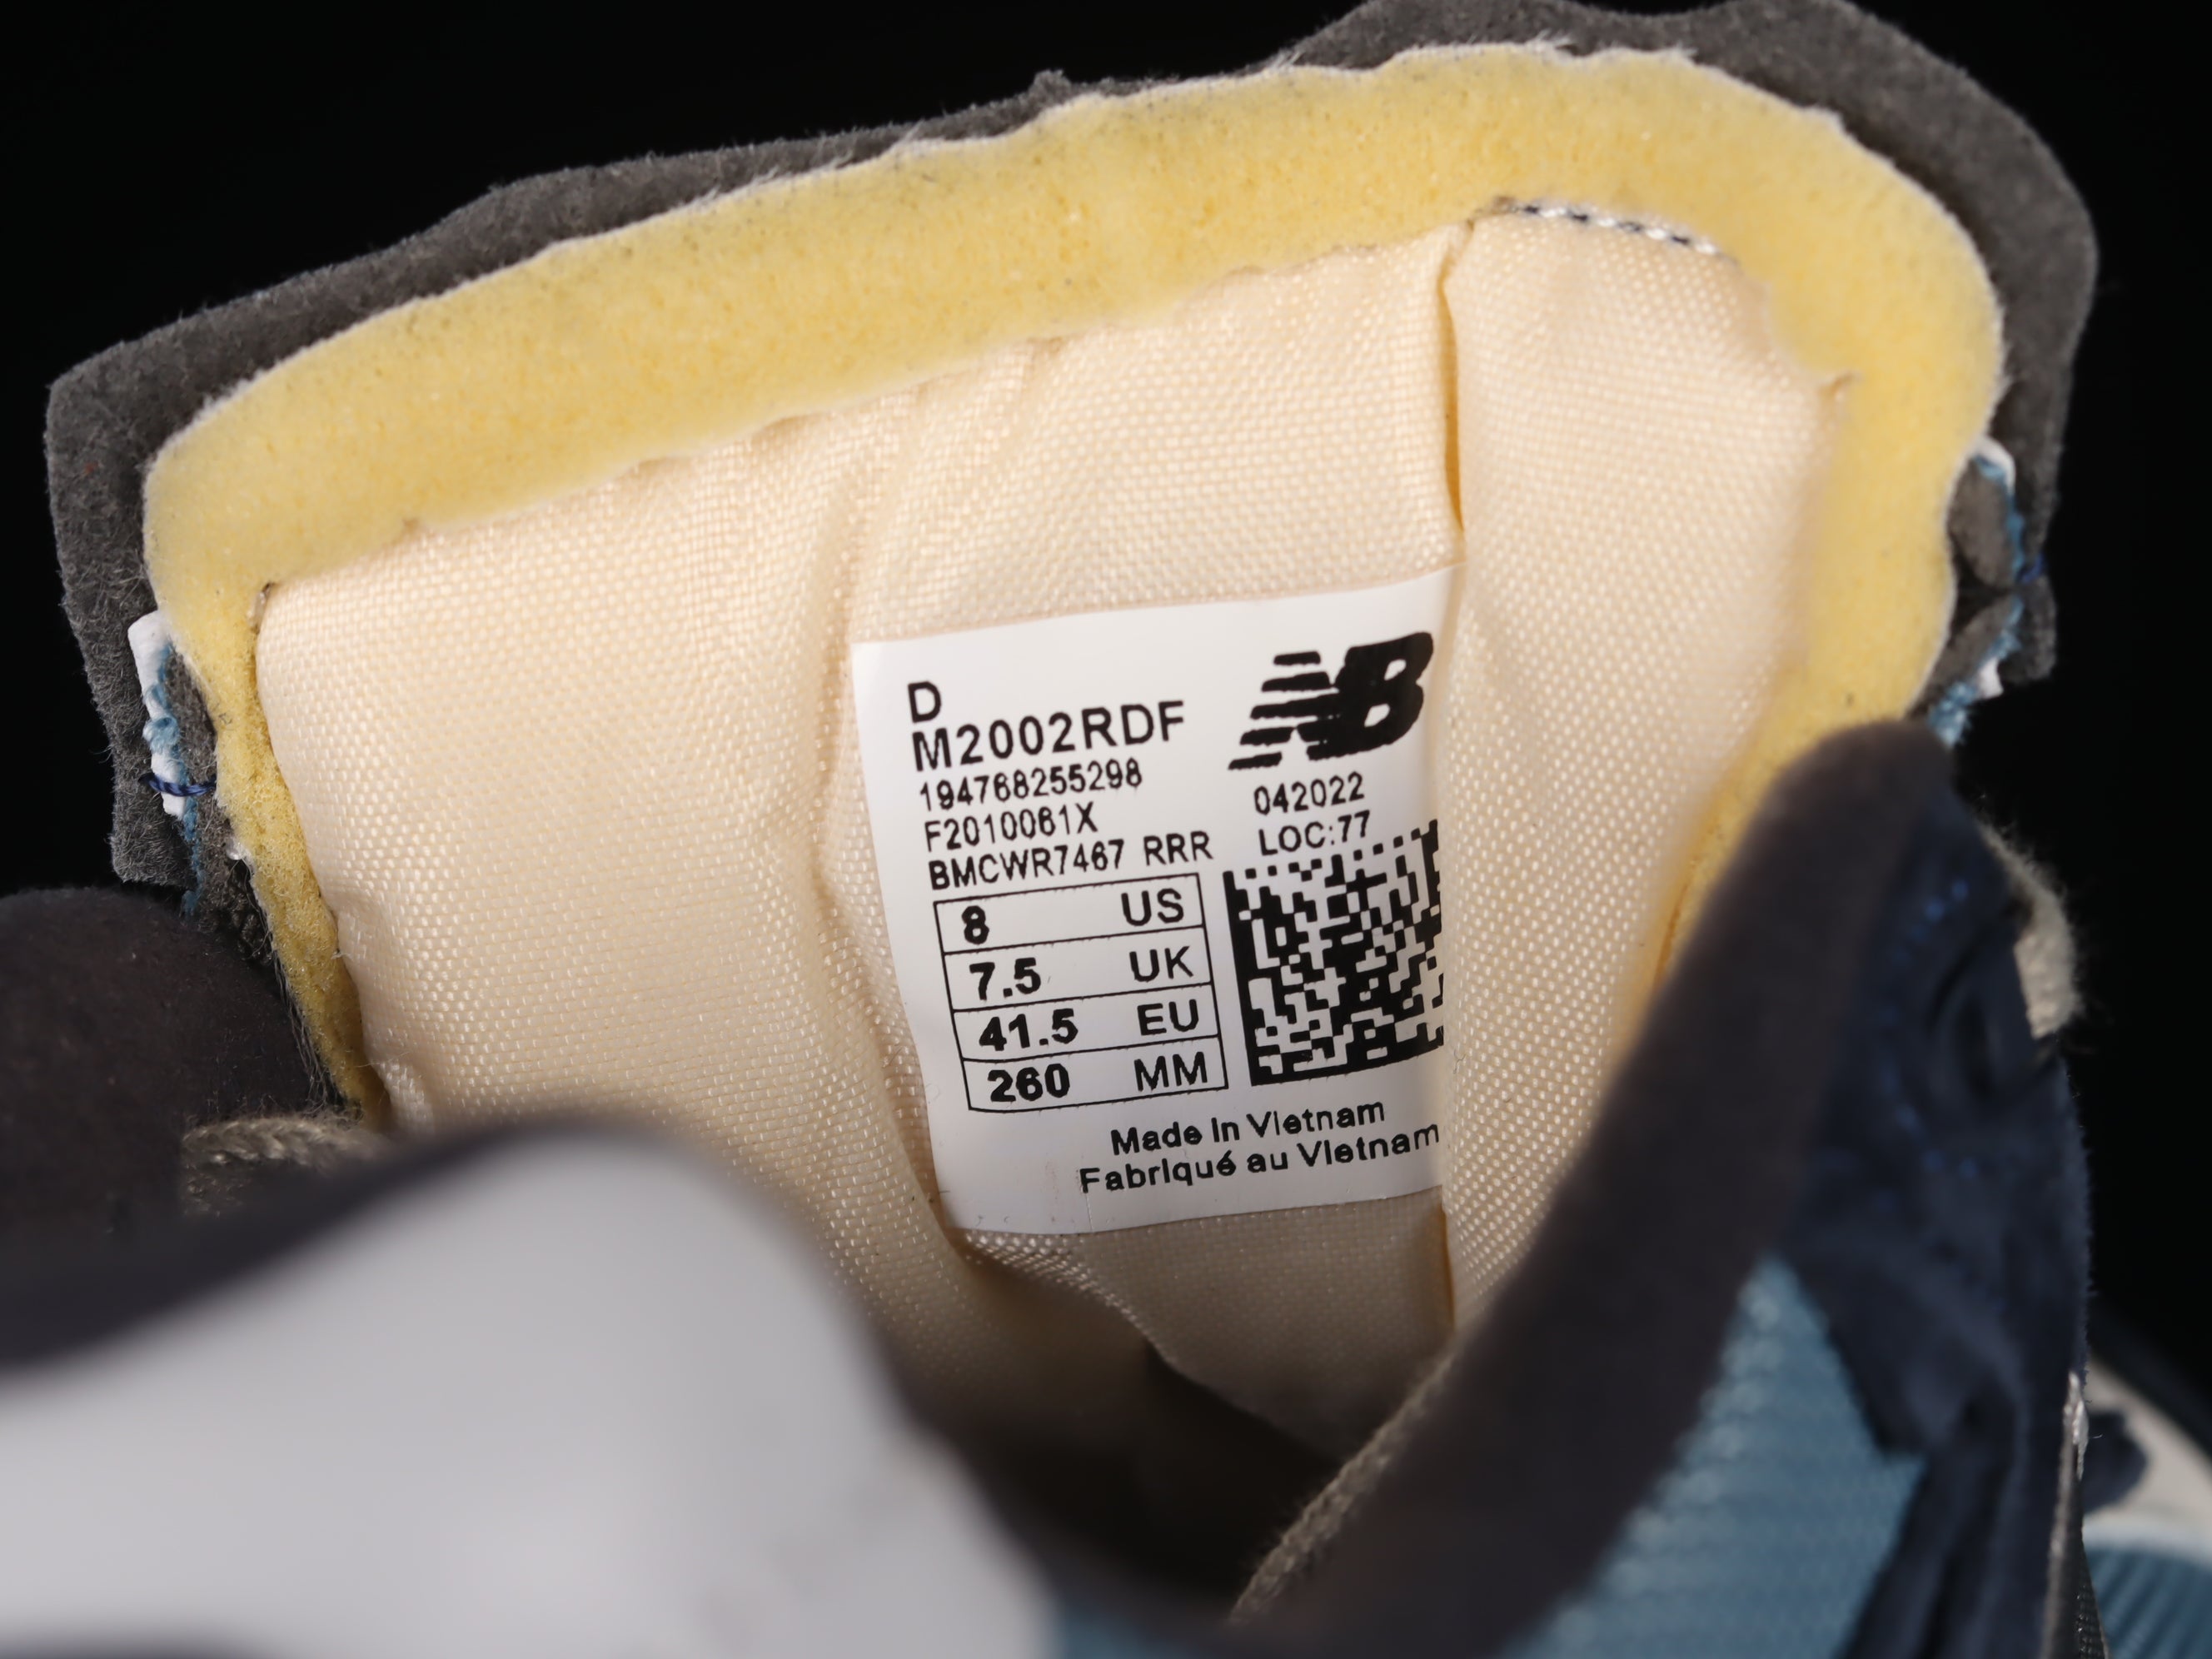 D
M2002RDF
194768255298
F2010061X
BMCWR7467 RRR
NB
042022
LOC:77
8 US
7.5 UK
41.5 EU
260 MM
Made In Vietnam
Fabriqué au Vietnam